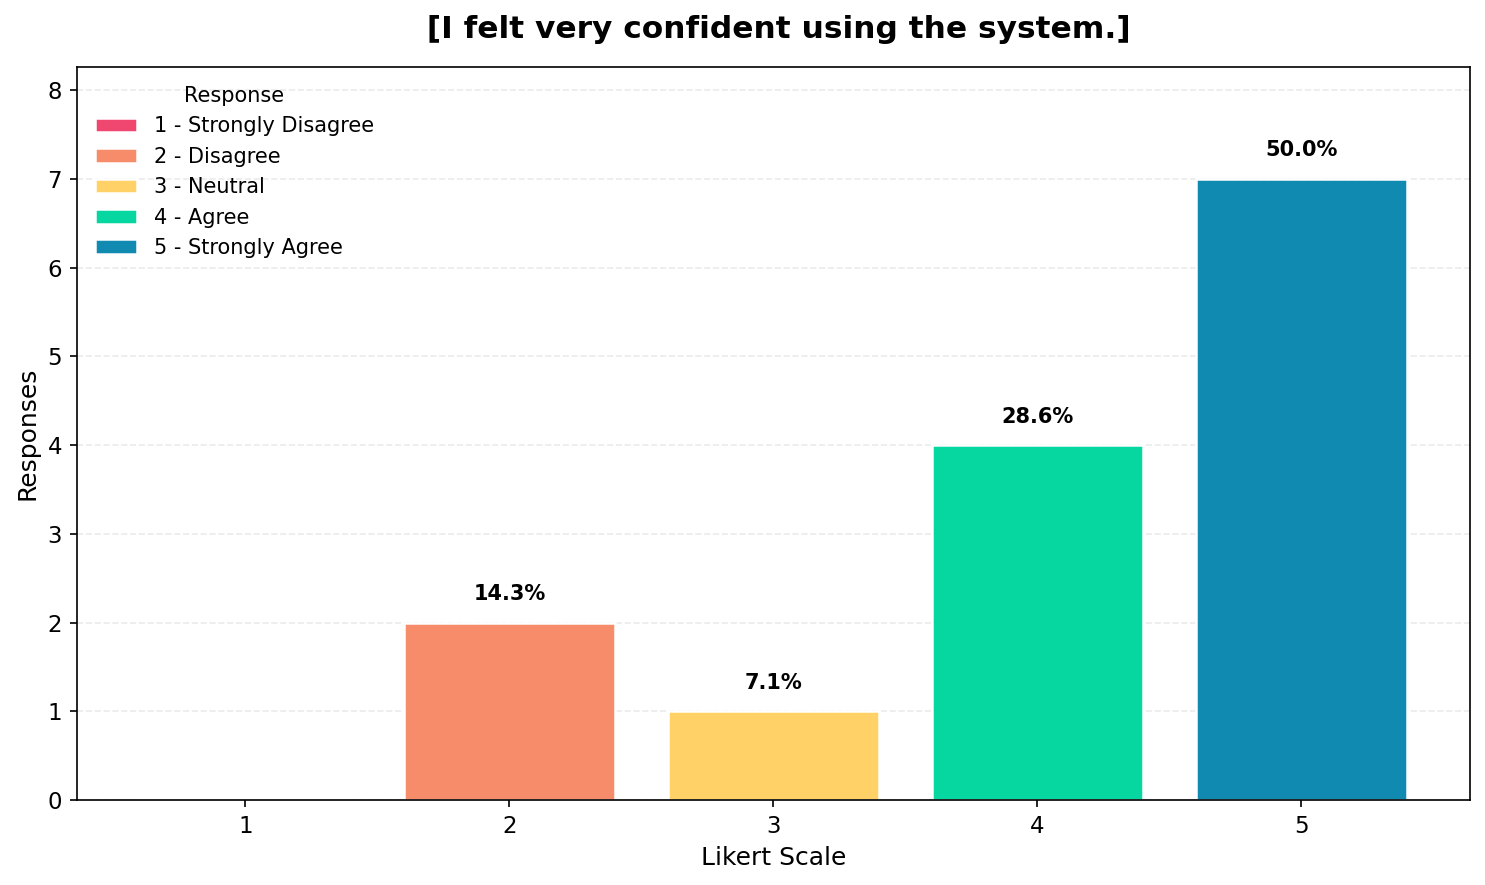 [I felt very confident using the system.]
Response
1 - Strongly Disagree
2 - Disagree
3 - Neutral
4 - Agree
5 - Strongly Agree
8
7
6
5
4
3
2
1
0
Responses
14.3%
7.1%
28.6%
50.0%
1
2
3
4
5
Likert Scale